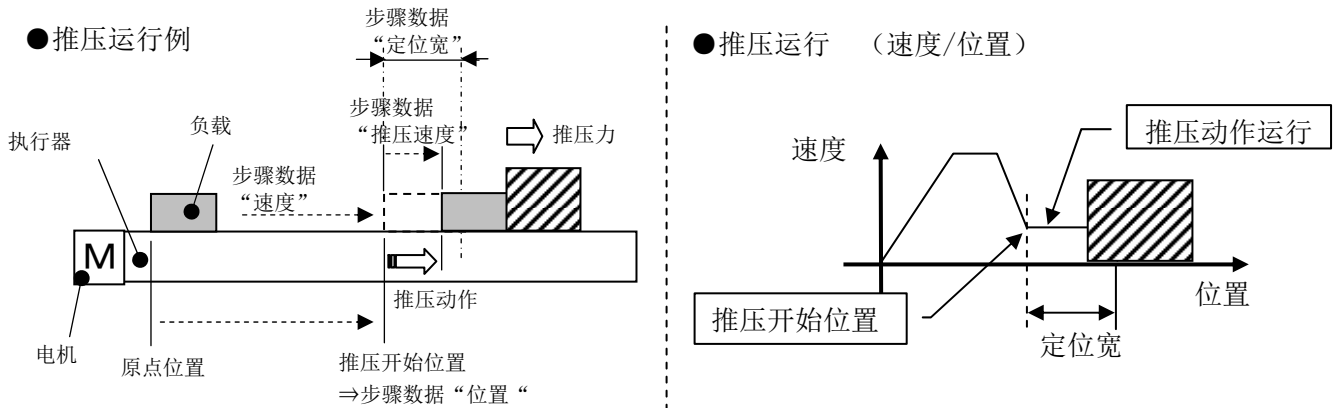 ●推压运行例
步骤数据
“定位宽”
步骤数据
“推压速度”
推压力
执行器
负载
步骤数据
“速度”
M
推压动作
电机
原点位置
推压开始位置
⇒步骤数据“位置“
●推压运行 （速度/位置）
速度
推压动作运行
推压开始位置
位置
定位宽